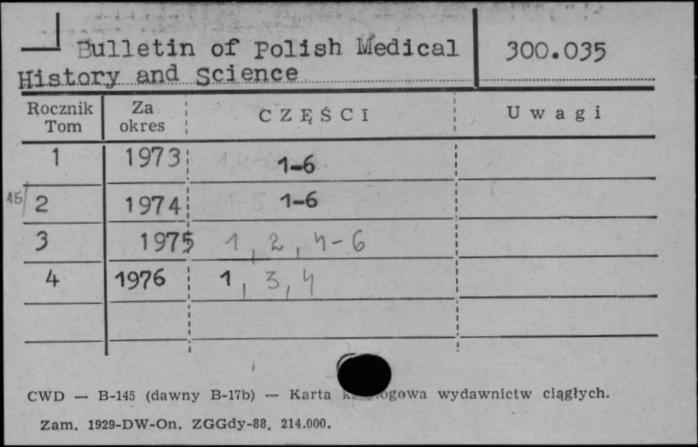 Bulletin of Polish Medical 300.035
History and Science
Rocznik Tom Za okres CZĘŚCI Uwagi
1 1973 1-6
15/2 1974 1-6
3 1975 1, 2, 4-6
4 1976 1, 3, 4
CWD — B-145 (dawny B-17b) — Karta wydawnictw ciągłych.
Zam. 1929-DW-On. ZGGdy-88. 214.000.